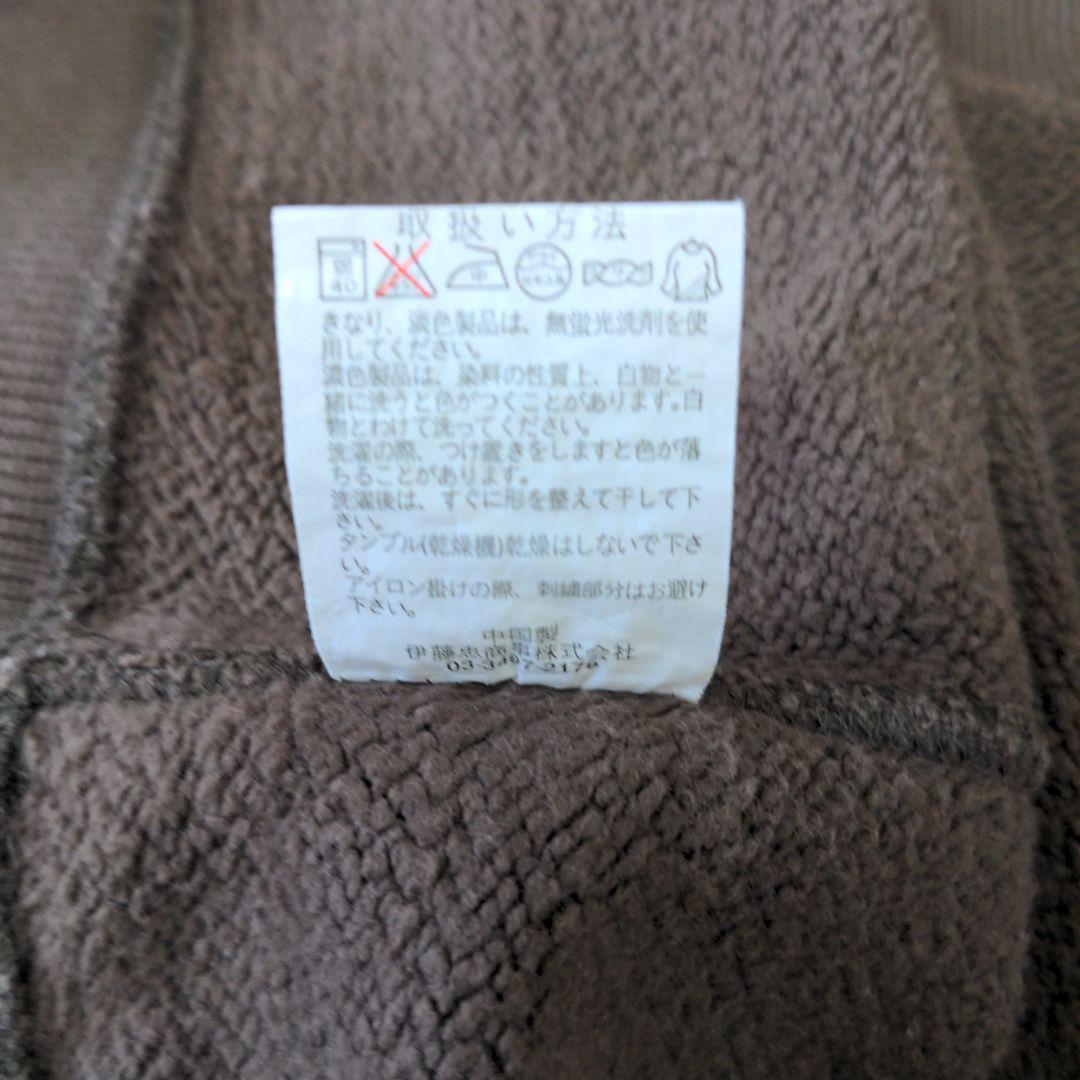 取扱い方法
40
中
きなり、淡色製品は、無蛍光洗剤を使
用してください。
濃色製品は、染料の性質上、白物と一
緒に洗うと色がつくことがあります。白
物とわけて洗ってください。
洗濯の際、つけ置きをしますと色が落
ちることがあります。
洗濯後は、すぐに形を整えて干して下
さい。
タンブル(乾燥機)乾燥はしないで下さ
い。
アイロン掛けの際、刺繍部分はお避け
下さい。
中国製
伊藤忠商事株式会社
03-3497-2178